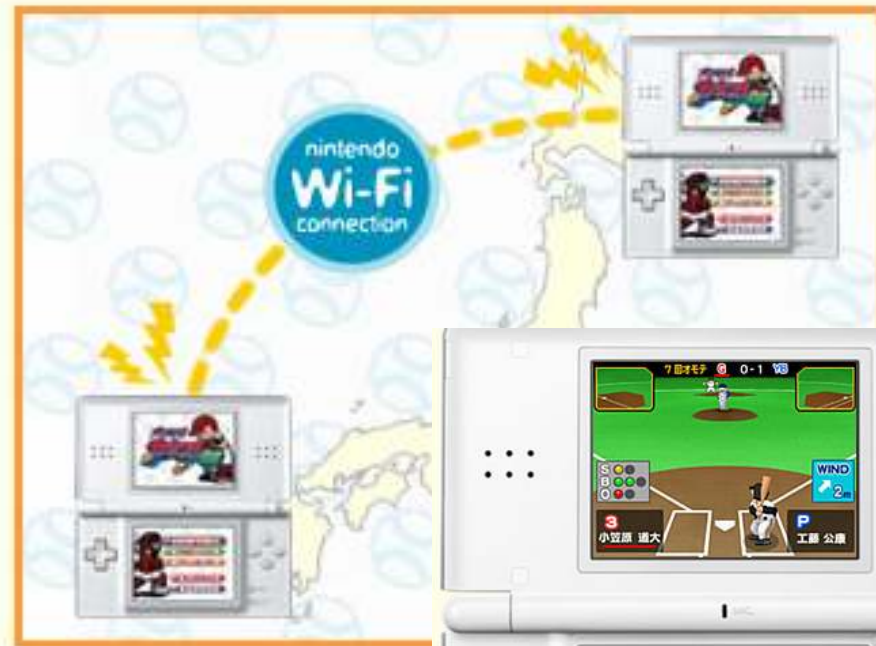 nintendo
Wi-Fi
connection
7回オモテ G 0-1 YB
S
B
O
WIND
2m
3
小笠原 道大
P
工藤 公康
MIC.